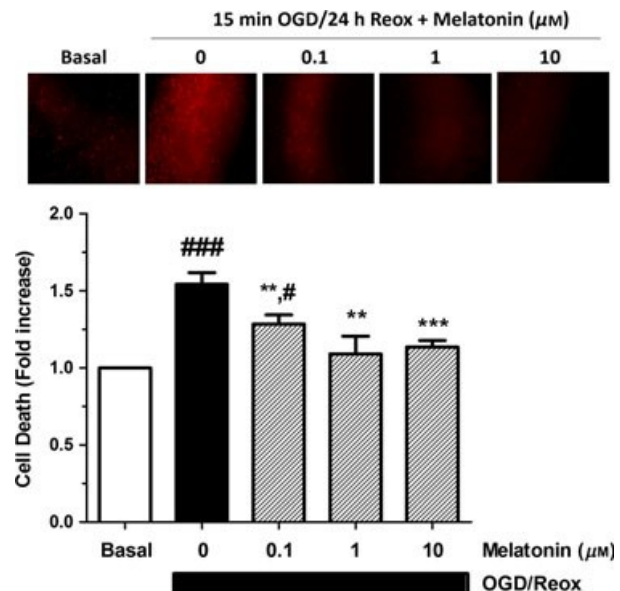 15 min OGD/24 h Reox + Melatonin (μM)
Basal 0 0.1 1 10
Cell Death (Fold increase)
2.0
1.5
1.0
0.5
0.0
###
**,#
**
***
Basal 0 0.1 1 10 Melatonin (μM)
OGD/Reox